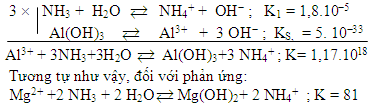 3 × | NH₃ + H₂O ⇄ NH₄⁺ + OH⁻ ; K₁ = 1,8.10⁻⁵
Al(OH)₃ ⇄ Al³⁺ + 3 OH⁻ ; K_S. = 5. 10⁻³³
Al³⁺ + 3NH₃+3H₂O ⇄ Al(OH)₃+3 NH₄⁺; K= 1,17.10¹⁸
Tương tự như vậy, đối với phản ứng:
Mg²⁺+2 NH₃ + 2 H₂O⇄Mg(OH)₂+ 2 NH₄⁺ ; K = 81